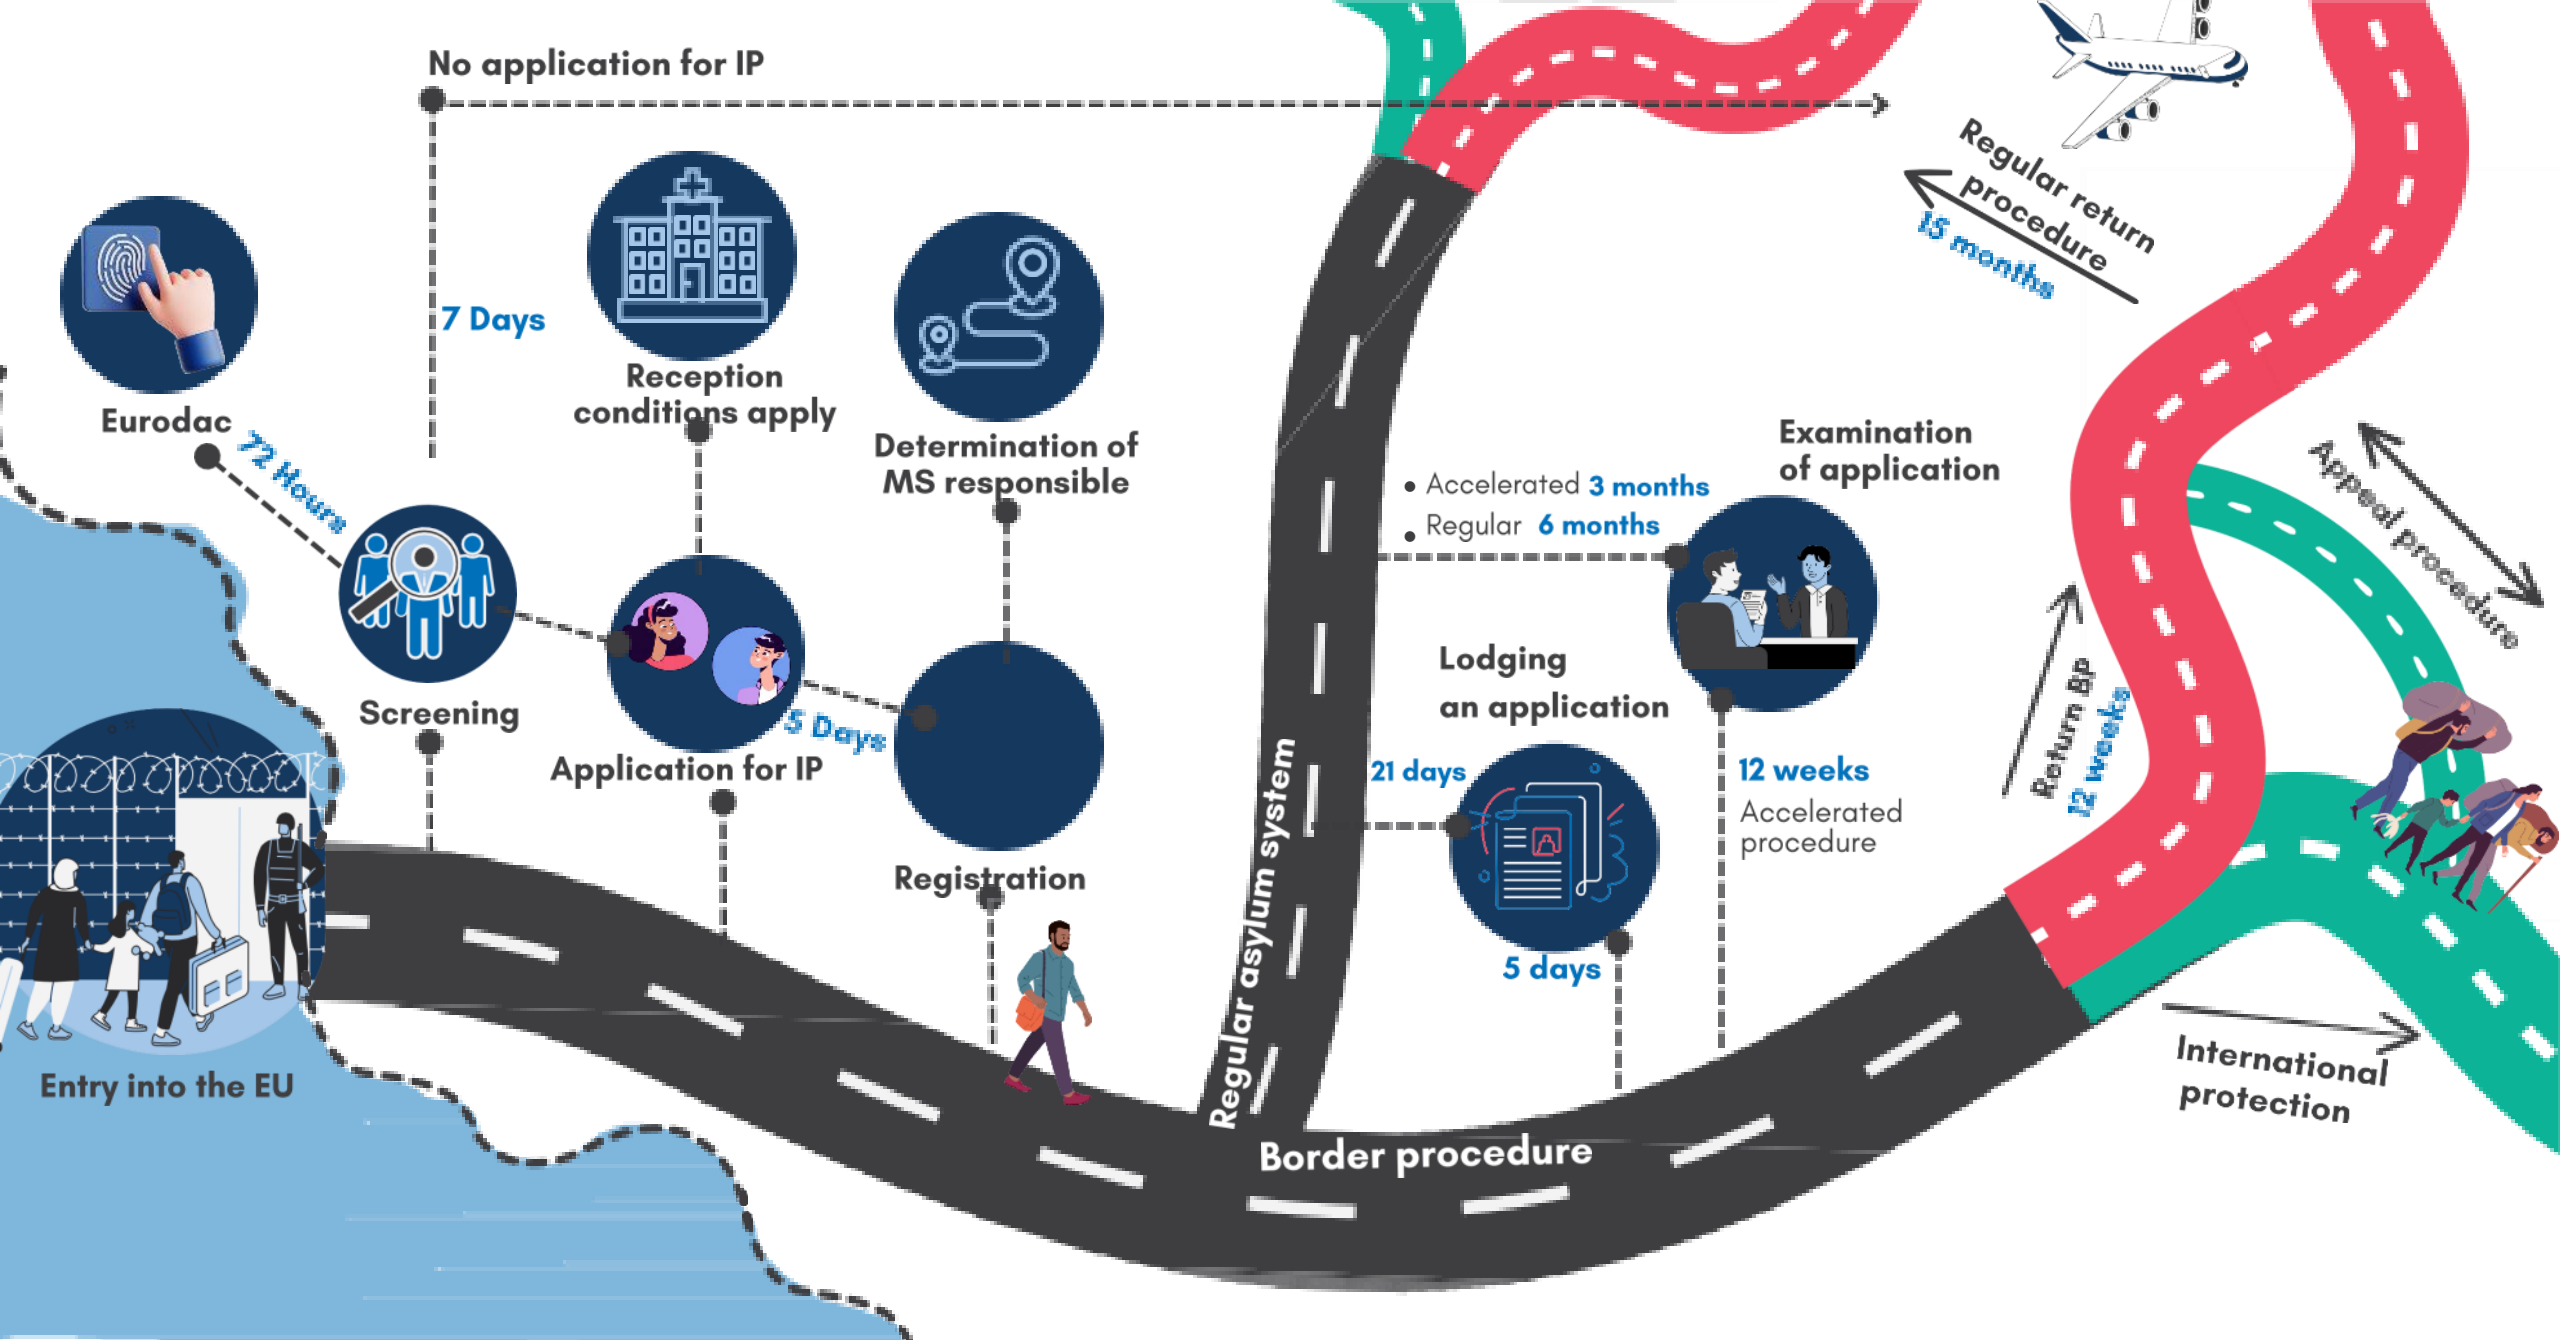 No application for IP
7 Days
Eurodac
72 Hours
Reception
conditions apply
Determination of
MS responsible
Screening
Application for IP
5 Days
Registration
Entry into the EU
Regular asylum system
Border procedure
• Accelerated 3 months
• Regular 6 months
Examination
of application
Lodging
an application
21 days
5 days
12 weeks
Accelerated
procedure
Regular return
procedure
15 months
Appeal procedure
Return BP
12 weeks
International
protection